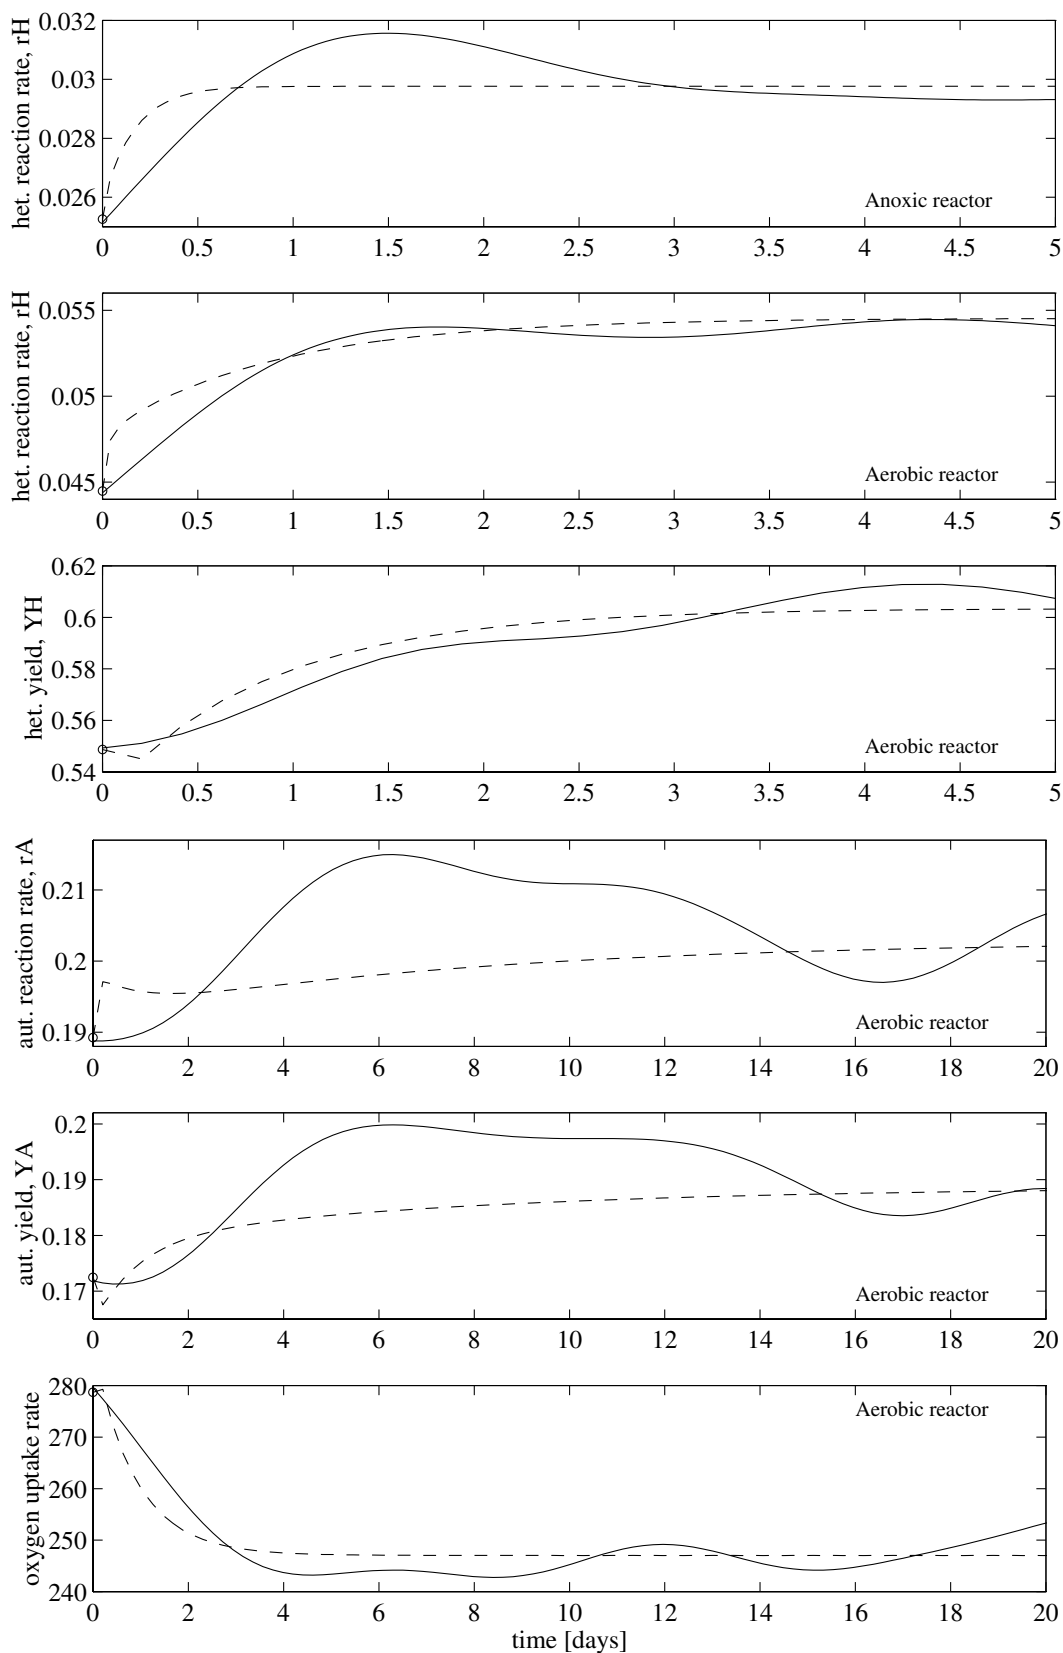 het. reaction rate, rH
0.032
0.03
0.028
0.026
Anoxic reactor
0 0.5 1 1.5 2 2.5 3 3.5 4 4.5 5
het. reaction rate, rH
0.055
0.05
0.045
Aerobic reactor
0 0.5 1 1.5 2 2.5 3 3.5 4 4.5 5
het. yield, YH
0.62
0.6
0.58
0.56
0.54
Aerobic reactor
0 0.5 1 1.5 2 2.5 3 3.5 4 4.5 5
aut. reaction rate, rA
0.21
0.2
0.19
Aerobic reactor
0 2 4 6 8 10 12 14 16 18 20
aut. yield, YA
0.2
0.19
0.18
0.17
Aerobic reactor
0 2 4 6 8 10 12 14 16 18 20
oxygen uptake rate
280
Aerobic reactor
270
260
250
240
0 2 4 6 8 10 12 14 16 18 20
time [days]